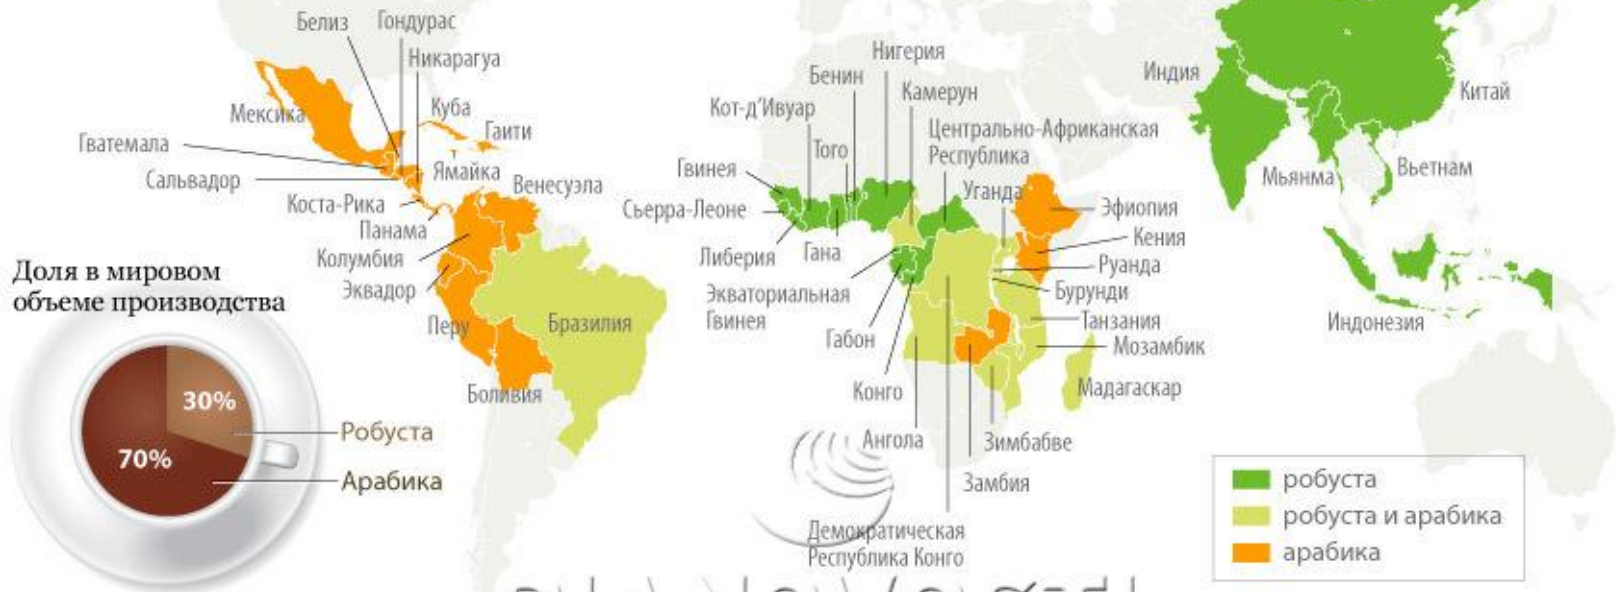 Белиз
Гондурас
Никарагуа
Мексика
Куба
Гаити
Гватемала
Ямайка
Сальвадор
Венесуэла
Коста-Рика
Панама
Колумбия
Эквадор
Перу
Бразилия
Боливия
Нигерия
Бенин
Кот-д'Ивуар
Камерун
Центрально-Африканская
Республика
Того
Гвинея
Уганда
Сьерра-Леоне
Эфиопия
Либерия
Гана
Кения
Руанда
Экваториальная
Гвинея
Бурунди
Габон
Танзания
Мозамбик
Конго
Мадагаскар
Ангола
Зимбабве
Замбия
Демократическая
Республика Конго
Индия
Китай
Мьянма
Вьетнам
Индонезия
Доля в мировом
объеме производства
30%
70%
Робуста
Арабика
робуста
робуста и арабика
арабика